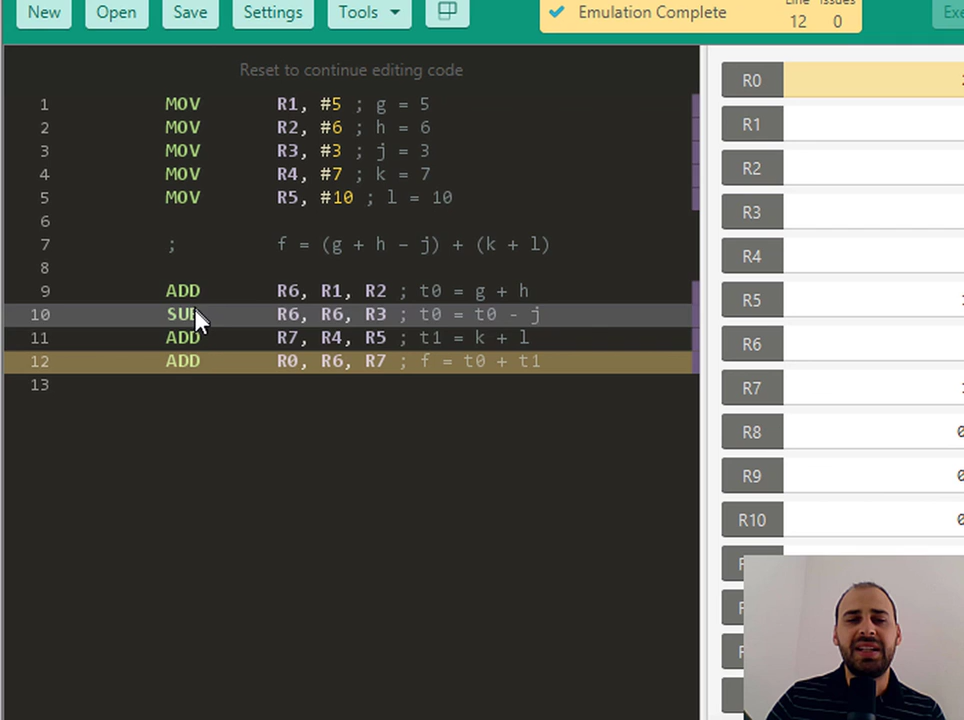 New Open Save Settings Tools Emulation Complete Line 12 Issues 0
Reset to continue editing code
1 MOV R1, #5 ; g = 5
2 MOV R2, #6 ; h = 6
3 MOV R3, #3 ; j = 3
4 MOV R4, #7 ; k = 7
5 MOV R5, #10 ; l = 10
6
7 ; f = (g + h - j) + (k + l)
8
9 ADD R6, R1, R2 ; t0 = g + h
10 SUB R6, R6, R3 ; t0 = t0 - j
11 ADD R7, R4, R5 ; t1 = k + l
12 ADD R0, R6, R7 ; f = t0 + t1
13
R0
R1
R2
R3
R4
R5
R6
R7
R8
R9
R10